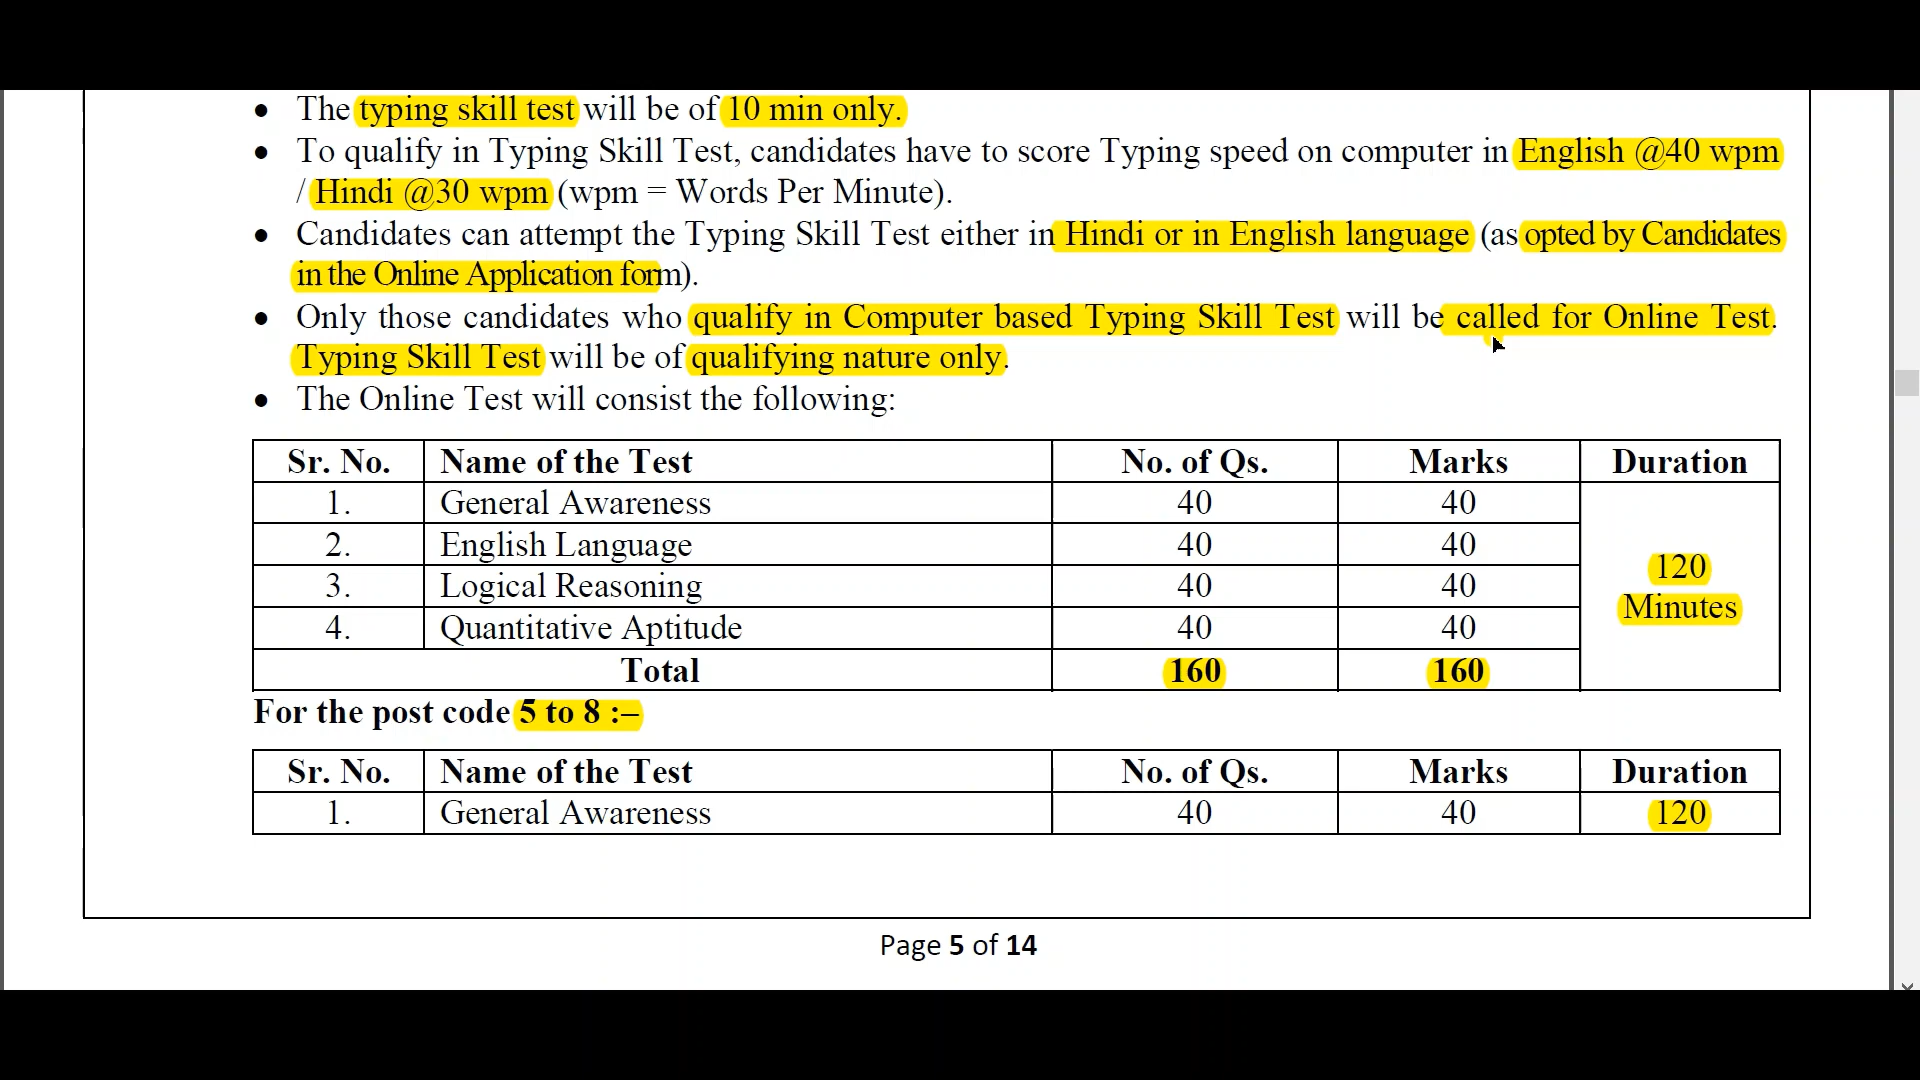 • The typing skill test will be of 10 min only.
• To qualify in Typing Skill Test, candidates have to score Typing speed on computer in English @40 wpm
/ Hindi @30 wpm (wpm = Words Per Minute).
• Candidates can attempt the Typing Skill Test either in Hindi or in English language (as opted by Candidates
in the Online Application form).
• Only those candidates who qualify in Computer based Typing Skill Test will be called for Online Test.
Typing Skill Test will be of qualifying nature only.
• The Online Test will consist the following:
Sr. No. Name of the Test No. of Qs. Marks Duration
1. General Awareness 40 40
2. English Language 40 40
3. Logical Reasoning 40 40
4. Quantitative Aptitude 40 40
120
Minutes
Total 160 160
For the post code 5 to 8 :–
Sr. No. Name of the Test No. of Qs. Marks Duration
1. General Awareness 40 40 120
Page 5 of 14